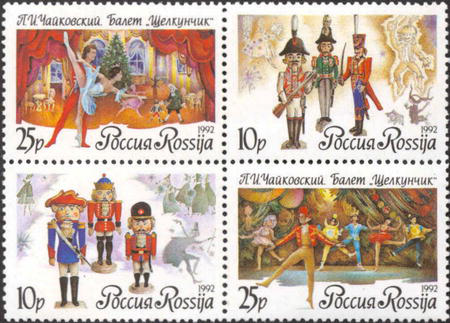 П.И.Чайковский. Балет „Щелкунчик“
1992
25р Россия Rossija
1992
10р Россия Rossija
1992
10р Россия Rossija
П.И.Чайковский. Балет „Щелкунчик“
1992
25р Россия Rossija